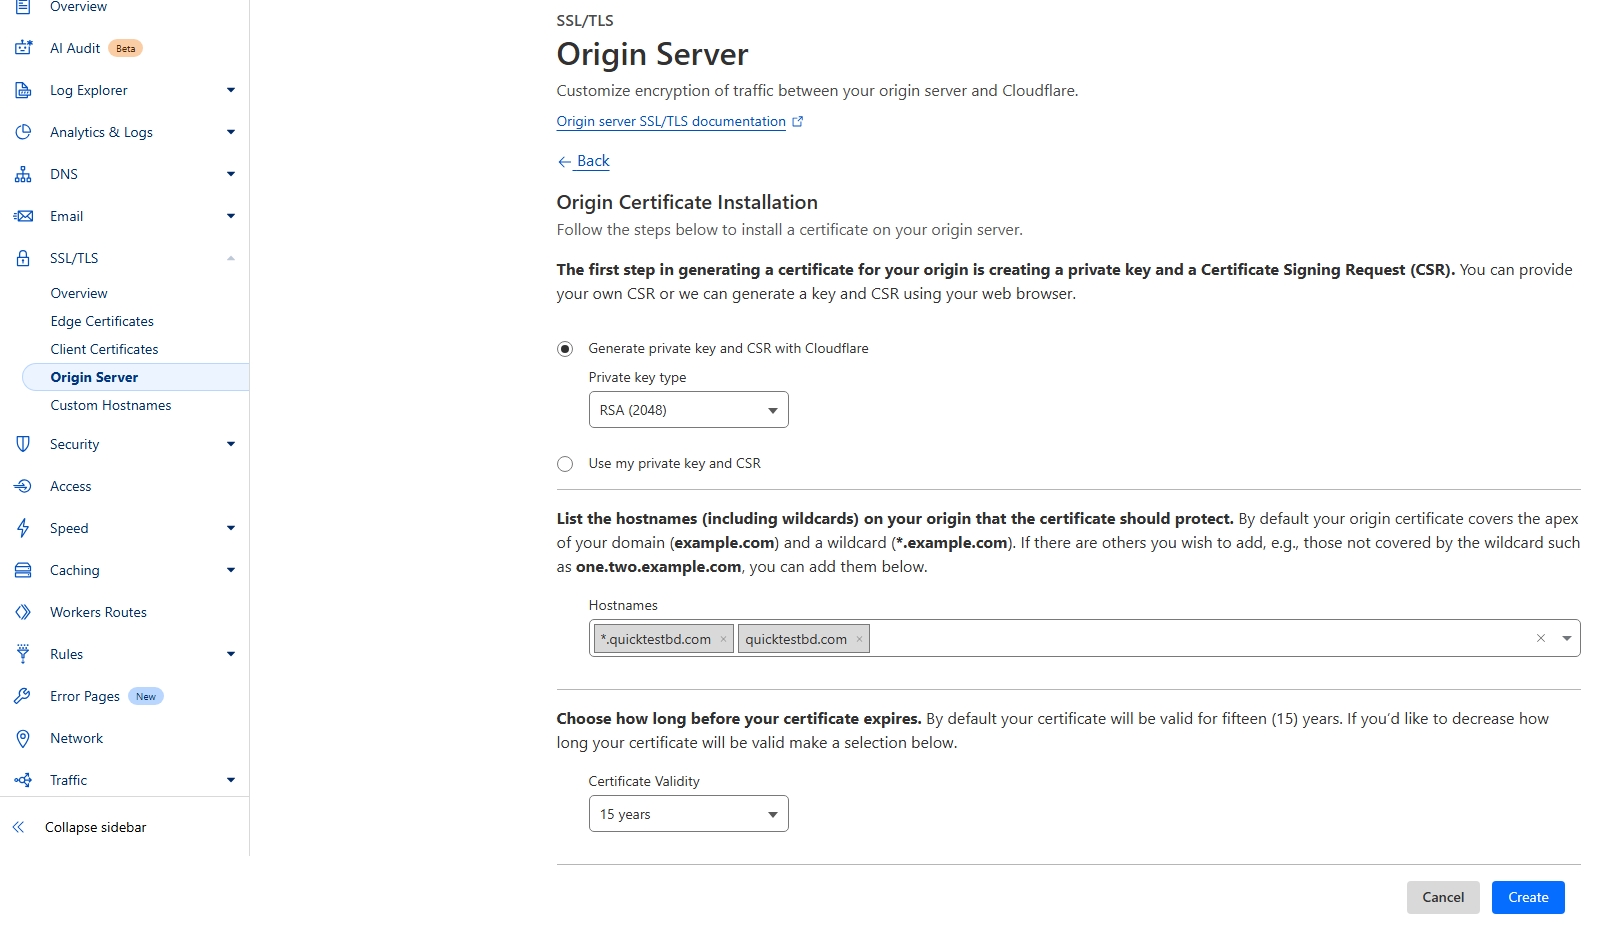 Overview
AI Audit Beta
Log Explorer
Analytics & Logs
DNS
Email
SSL/TLS
Overview
Edge Certificates
Client Certificates
Origin Server
Custom Hostnames
Security
Access
Speed
Caching
Workers Routes
Rules
Error Pages New
Network
Traffic
Collapse sidebar
SSL/TLS
Origin Server
Customize encryption of traffic between your origin server and Cloudflare.
Origin server SSL/TLS documentation
Back
Origin Certificate Installation
Follow the steps below to install a certificate on your origin server.
The first step in generating a certificate for your origin is creating a private key and a Certificate Signing Request (CSR). You can provide
your own CSR or we can generate a key and CSR using your web browser.
Generate private key and CSR with Cloudflare
Private key type
RSA (2048)
Use my private key and CSR
List the hostnames (including wildcards) on your origin that the certificate should protect. By default your origin certificate covers the apex
of your domain (example.com) and a wildcard (*.example.com). If there are others you wish to add, e.g., those not covered by the wildcard such
as one.two.example.com, you can add them below.
Hostnames
*.quicktestbd.com × quicktestbd.com ×
Choose how long before your certificate expires. By default your certificate will be valid for fifteen (15) years. If you'd like to decrease how
long your certificate will be valid make a selection below.
Certificate Validity
15 years
Cancel Create